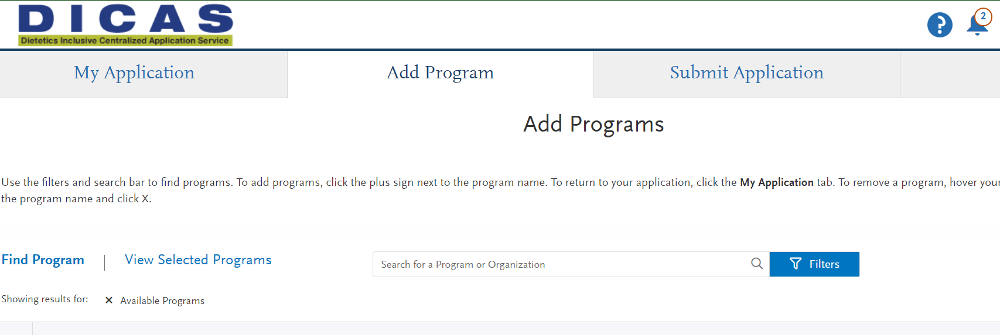 DICAS
Dietetics Inclusive Centralized Application Service
2
My Application
Add Program
Submit Application
Add Programs
Use the filters and search bar to find programs. To add programs, click the plus sign next to the program name. To return to your application, click the My Application tab. To remove a program, hover your
the program name and click X.
Find Program
View Selected Programs
Search for a Program or Organization
Filters
Showing results for:
Available Programs